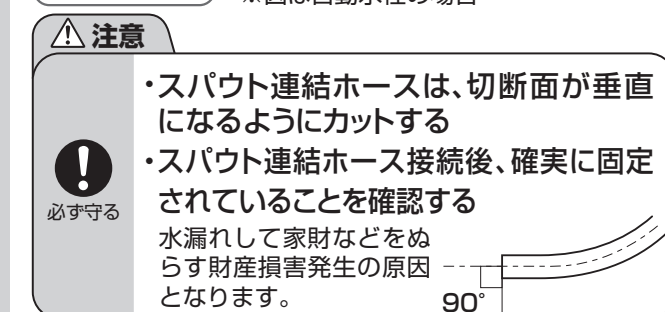 ※図は自動水栓の場合
注意
・スパウト連結ホースは、切断面が垂直
になるようにカットする
・スパウト連結ホース接続後、確実に固定
されていることを確認する
必ず守る
水漏れして家財などをぬ
らす財産損害発生の原因
となります。
90°